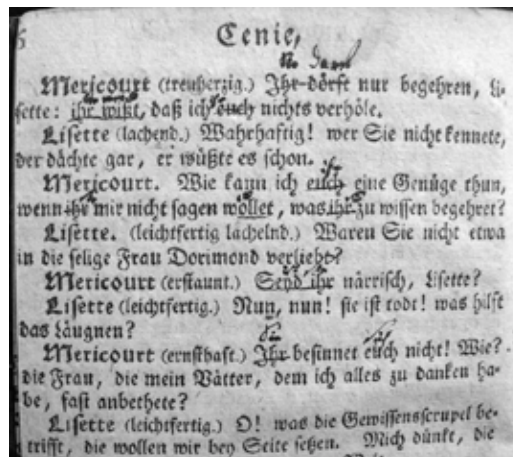 6
Cenie,
Sie darf
Mericourt (treuherzig.) Ihr dörft nur begehren, Li-
sette: ihr wißt, daß ich euch nichts verhöle.
Lisette (lachend.) Wahrhaftig! wer Sie nicht kennete,
der dächte gar, er wüßte es schon.
Mericourt. Wie kann ich euch eine Genüge thun,
wenn ihr mir nicht sagen wollet, was ihr zu wissen begehret?
Lisette. (leichtfertig lächelnd.) Waren Sie nicht etwa
in die selige Frau Dorimond verliebt?
Mericourt (erstaunt.) Seyd ihr närrisch, Lisette?
Lisette (leichtfertig.) Nun, nun! sie ist todt! was hilft
das Läugnen?
Mericourt (ernsthaft.) Ihr besinnet euch nicht! Wie?
die Frau, die mein Vätter, dem ich alles zu danken ha-
be, fast anbethete?
Lisette (leichtfertig.) O! was die Gewissensscrupel be-
trifft, die wollen wir bey Seite setzen. Mich dünkt, die